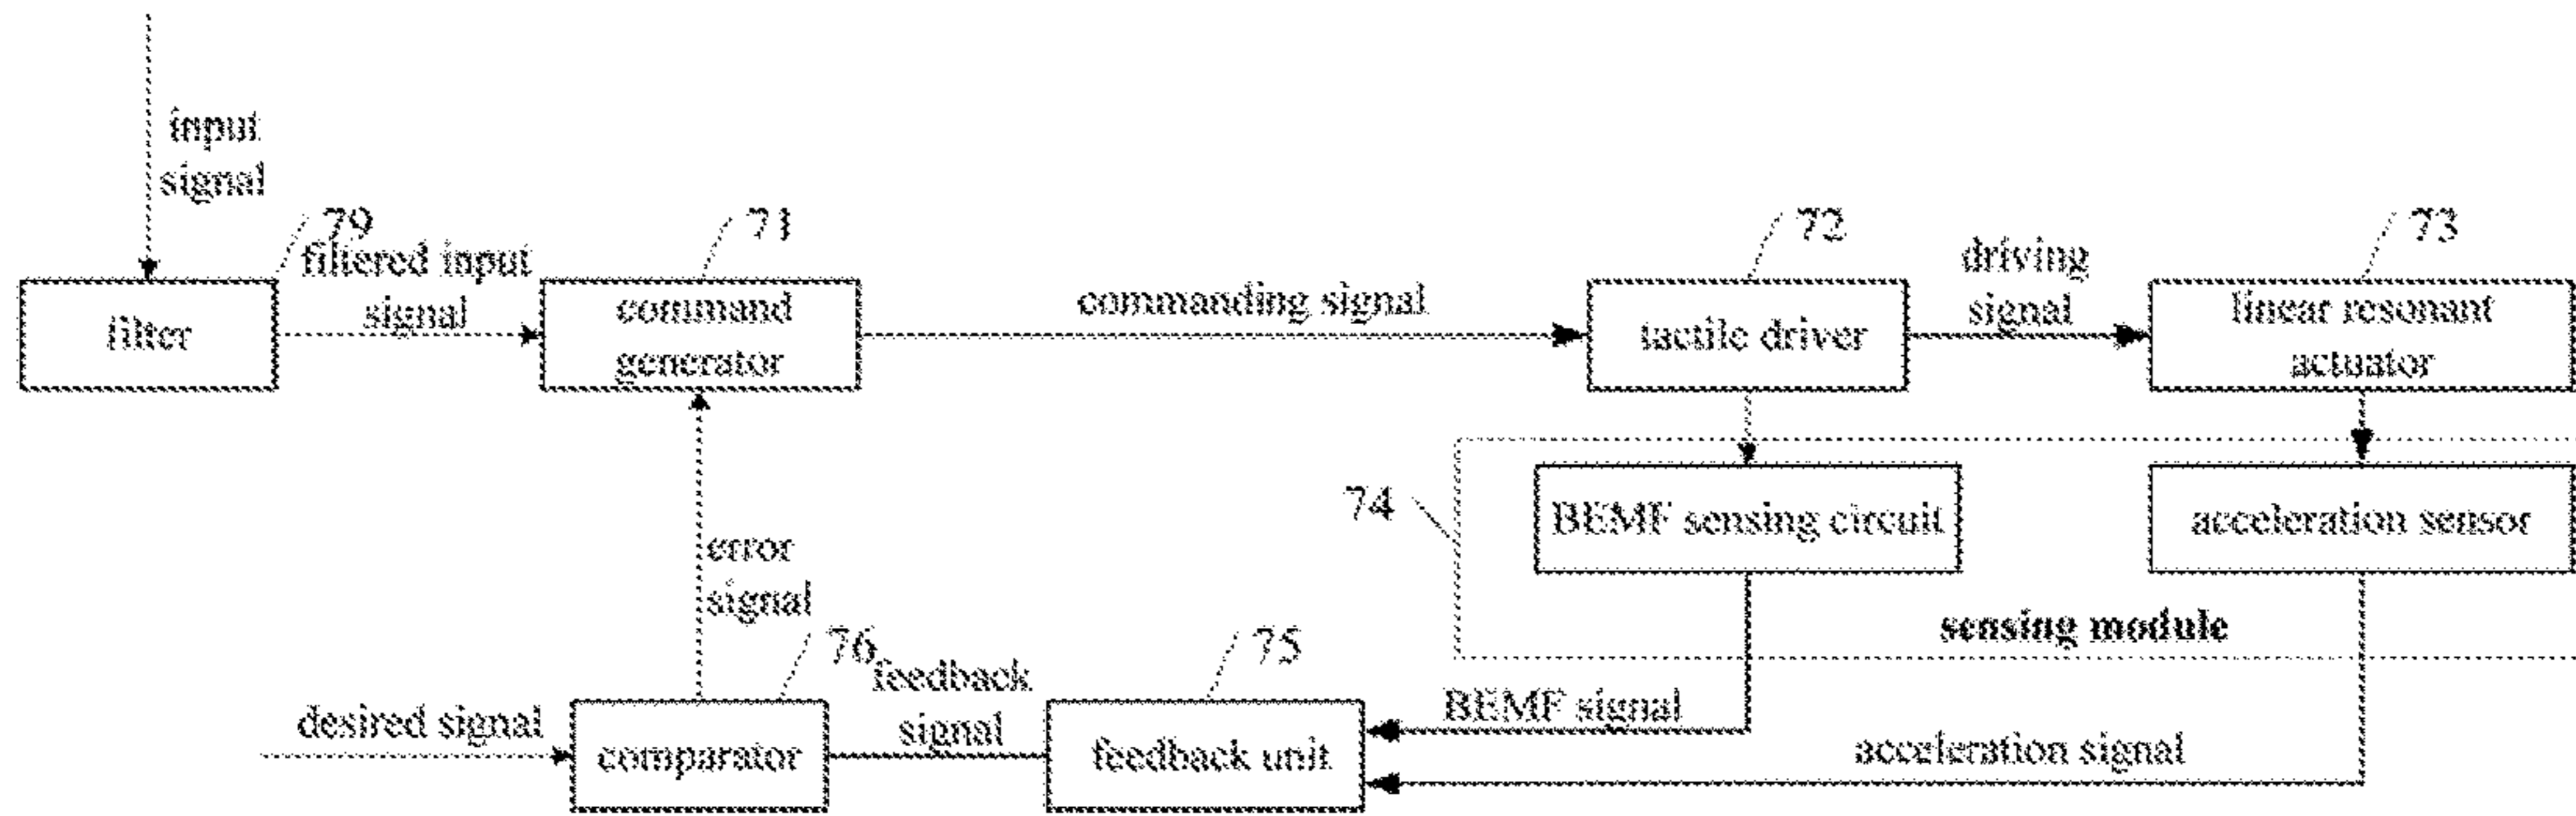 input
signal
79
filtered input
signal
71
72
driving
signal
73
filter
command
generator
commanding signal
tactile driver
linear resonant
actuator
74
BEMF sensing circuit
acceleration sensor
error
signal
sensing module
76
feedback
signal
75
desired signal
comparator
feedback unit
BEMF signal
acceleration signal